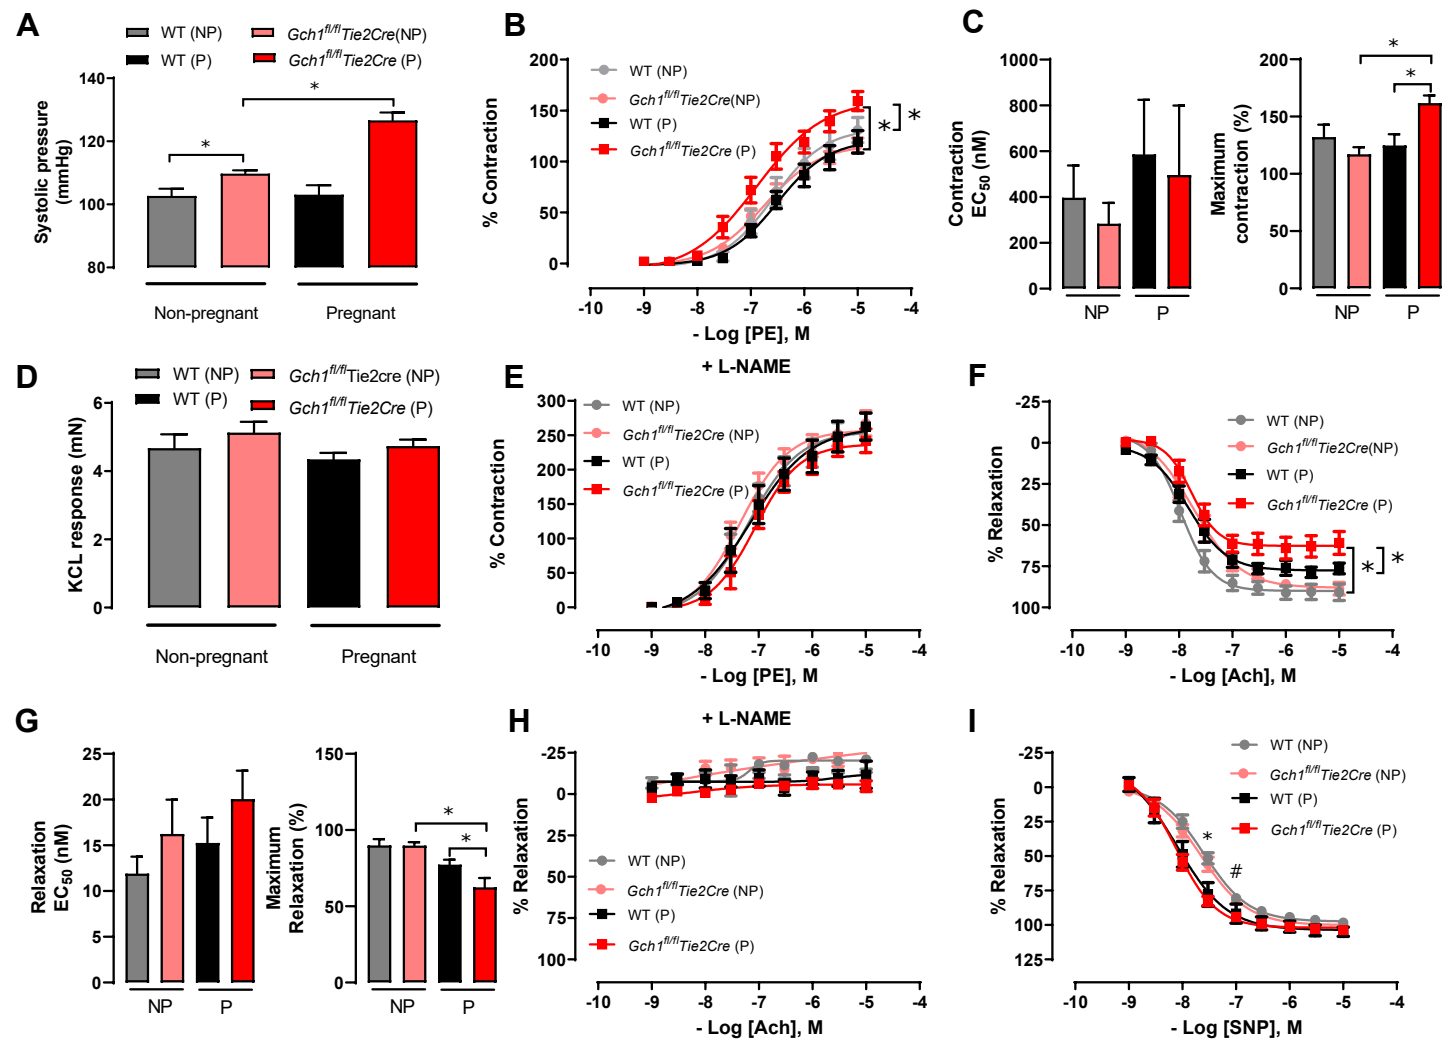 A
WT (NP)
Gch1fl/flTie2Cre(NP)
WT (P)
Gch1fl/flTie2Cre (P)
Systolic pressure
(mmHg)
140
120
100
80
*
*
Non-pregnant
Pregnant
B
WT (NP)
Gch1fl/flTie2Cre(NP)
WT (P)
Gch1fl/flTie2Cre (P)
% Contraction
200
150
100
50
0
* *
-10 -9 -8 -7 -6 -5 -4
- Log [PE], M
C
Contraction
EC50 (nM)
1000
800
600
400
200
0
NP
P
Maximum
contraction (%)
200
150
100
50
0
*
*
NP
P
D
WT (NP)
Gch1fl/flTie2cre (NP)
WT (P)
Gch1fl/flTie2Cre (P)
KCL response (mN)
6
4
2
0
Non-pregnant
Pregnant
E
+ L-NAME
WT (NP)
Gch1fl/flTie2Cre (NP)
WT (P)
Gch1fl/flTie2Cre (P)
% Contraction
300
250
200
150
100
50
0
-10 -9 -8 -7 -6 -5 -4
- Log [PE], M
F
WT (NP)
Gch1fl/flTie2Cre(NP)
WT (P)
Gch1fl/flTie2Cre (P)
% Relaxation
-25
0
25
50
75
100
* *
-10 -9 -8 -7 -6 -5 -4
- Log [Ach], M
G
Relaxation
EC50 (nM)
25
20
15
10
5
0
NP
P
Maximum
Relaxation (%)
150
100
50
0
*
*
NP
P
H
+ L-NAME
% Relaxation
-25
0
25
50
75
100
WT (NP)
Gch1fl/flTie2Cre (NP)
WT (P)
Gch1fl/flTie2Cre (P)
-10 -9 -8 -7 -6 -5 -4
- Log [Ach], M
I
WT (NP)
Gch1fl/flTie2Cre (NP)
WT (P)
Gch1fl/flTie2Cre (P)
% Relaxation
-25
0
25
50
75
100
125
*
#
-10 -9 -8 -7 -6 -5 -4
- Log [SNP], M